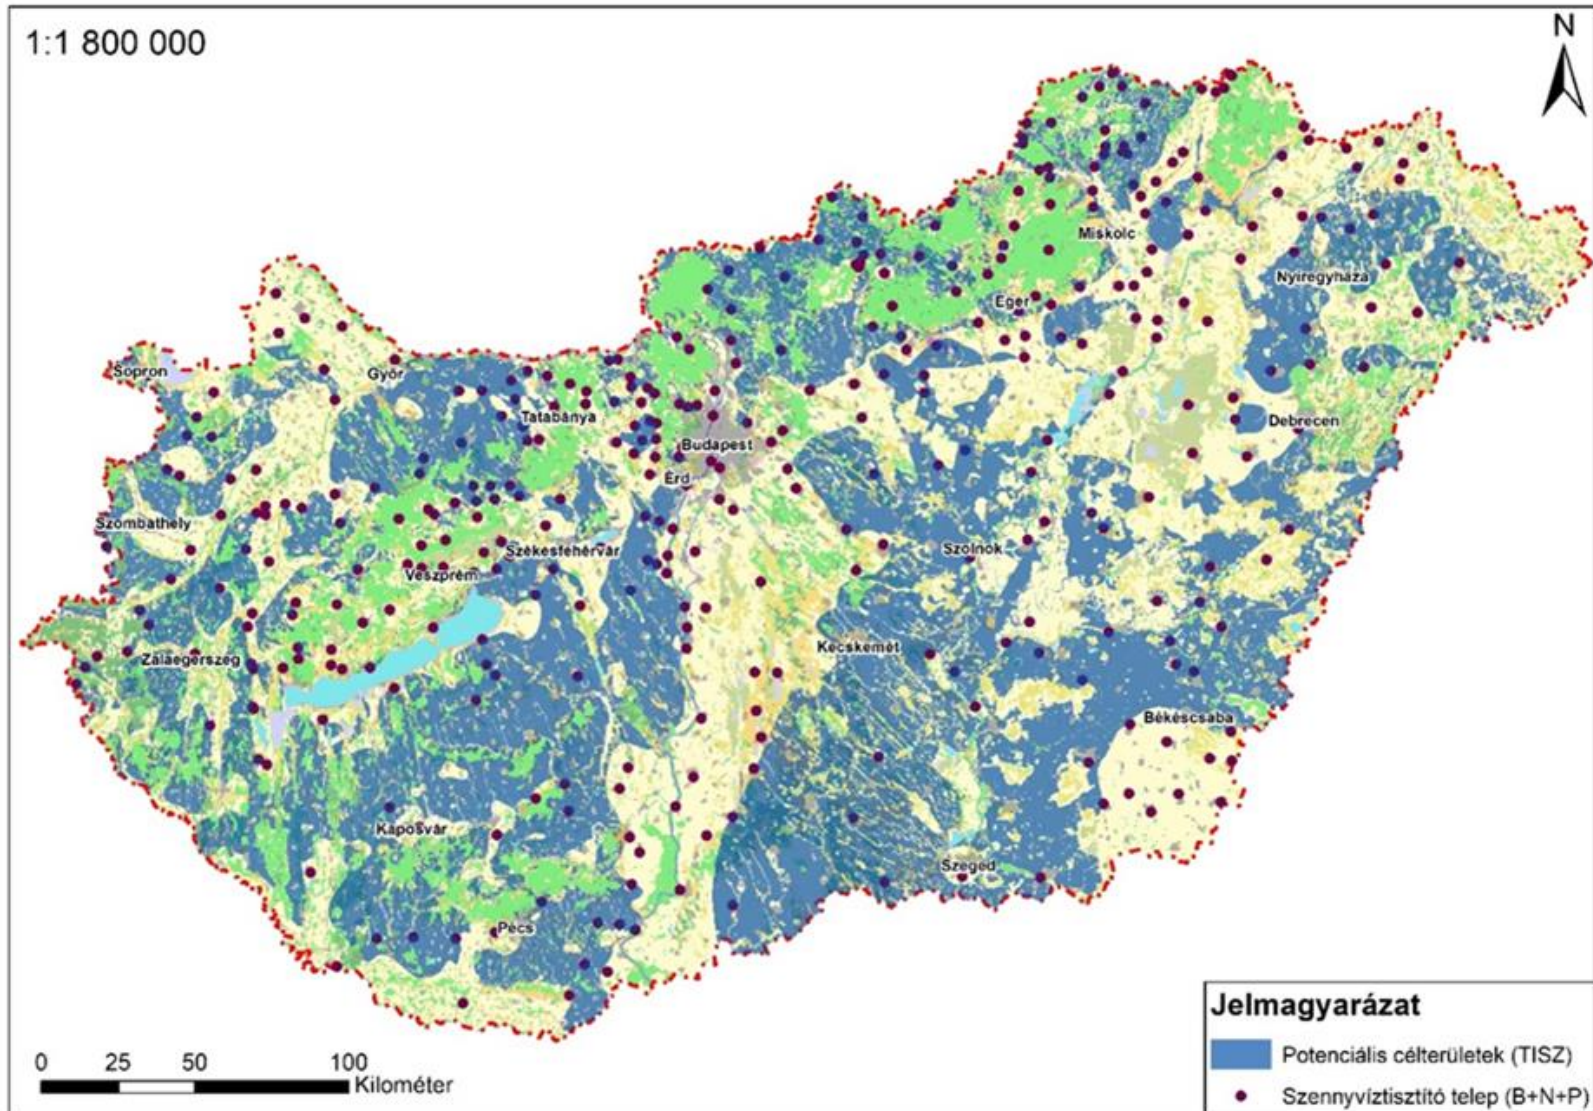 1:1 800 000
N
Miskolc
Nyíregyháza
Eger
Sopron
Győr
Tatabánya
Debrecen
Budapest
Érd
Szombathely
Székesfehérvár
Szolnok
Veszprém
Kecskemét
Zalaegerszeg
Békéscsaba
Kaposvár
Szeged
Pécs
Jelmagyarázat
Potenciális célterületek (TISZ)
Szennyvíztisztító telep (B+N+P)
0 25 50 100
Kilométer